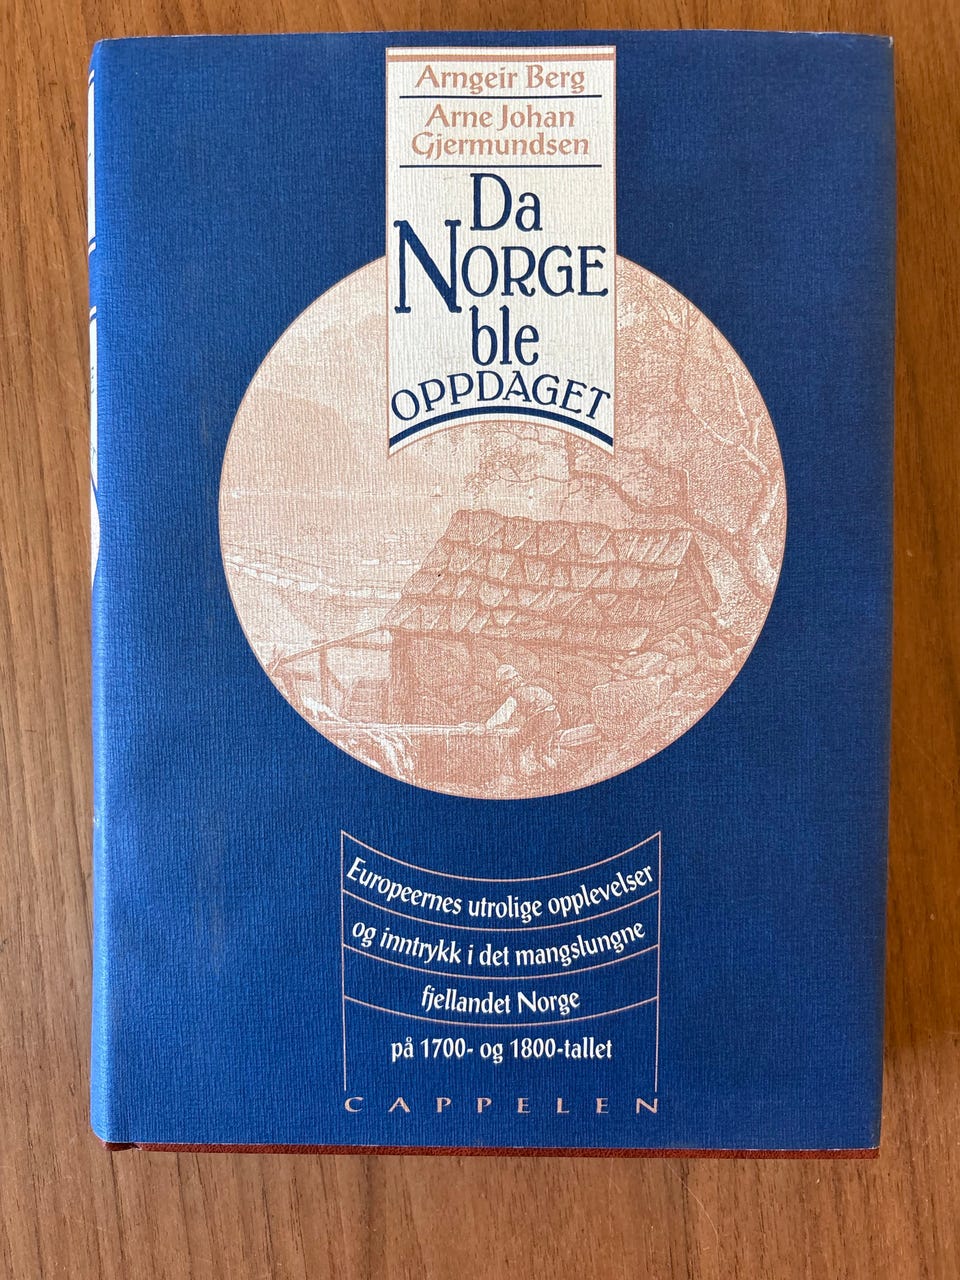 Arngeir Berg
Arne Johan
Gjermundsen
Da
NORGE
ble
OPPDAGET
Europeernes utrolige opplevelser
og inntrykk i det mangslungne
fjellandet Norge
på 1700- og 1800-tallet
CAPPELEN